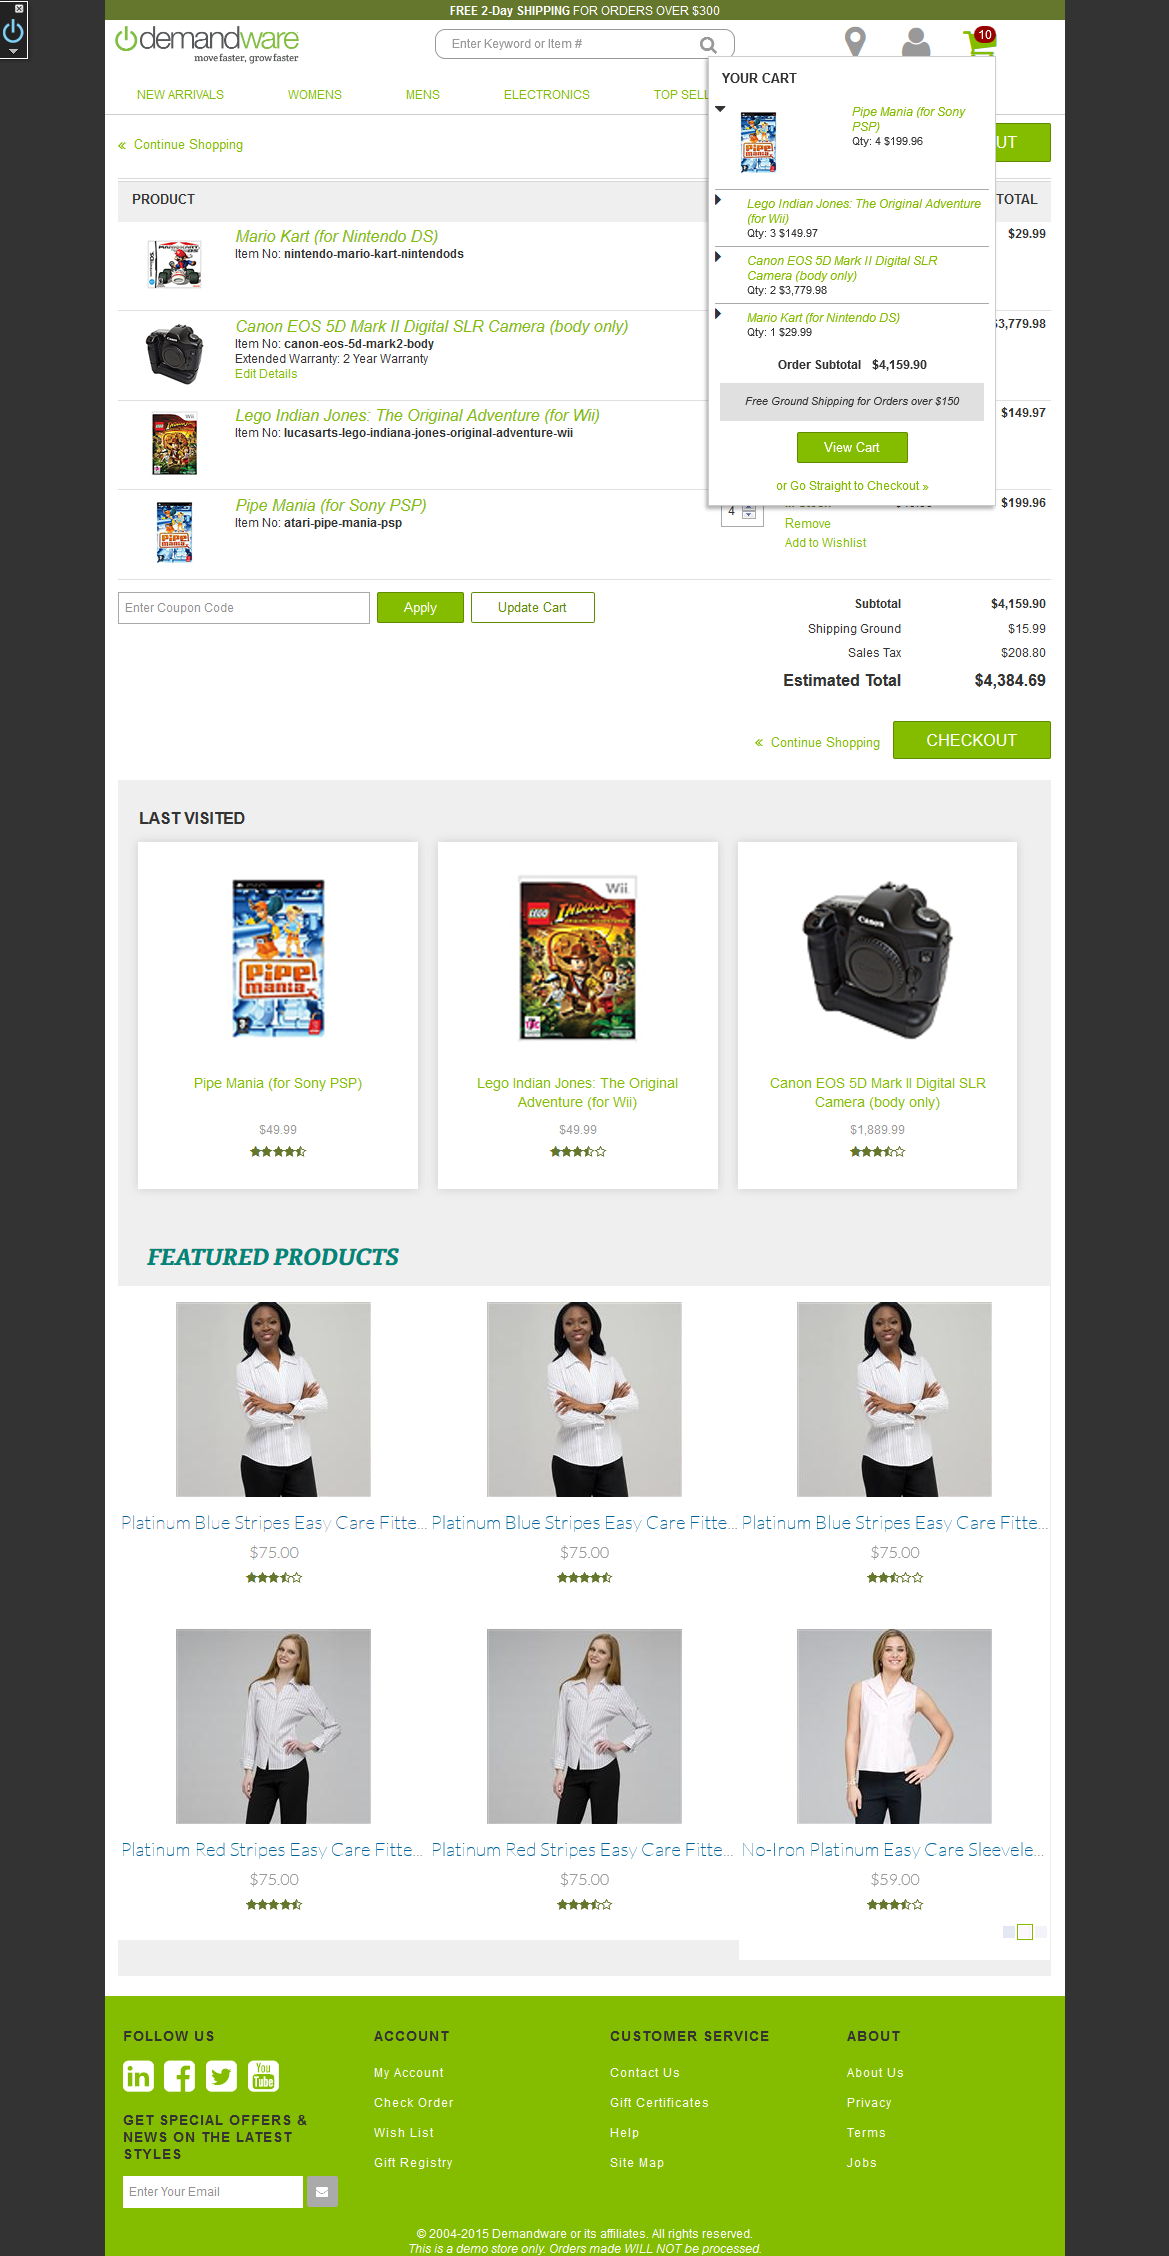 FREE 2-Day SHIPPING FOR ORDERS OVER $300
demandware
move faster, grow faster
Enter Keyword or Item #
10
NEW ARRIVALS
WOMENS
MENS
ELECTRONICS
TOP SELL
YOUR CART
Pipe Mania (for Sony
PSP)
Qty: 4 $199.96
Lego Indian Jones: The Original Adventure
(for Wii)
Qty: 3 $149.97
Canon EOS 5D Mark II Digital SLR
Camera (body only)
Qty: 2 $3,779.98
Mario Kart (for Nintendo DS)
Qty: 1 $29.99
Order Subtotal $4,159.90
Free Ground Shipping for Orders over $150
View Cart
or Go Straight to Checkout »
« Continue Shopping
UT
PRODUCT
TOTAL
Mario Kart (for Nintendo DS)
Item No: nintendo-mario-kart-nintendods
$29.99
Canon EOS 5D Mark II Digital SLR Camera (body only)
Item No: canon-eos-5d-mark2-body
Extended Warranty: 2 Year Warranty
Edit Details
$3,779.98
Lego Indian Jones: The Original Adventure (for Wii)
Item No: lucasarts-lego-indiana-jones-original-adventure-wii
$149.97
Pipe Mania (for Sony PSP)
Item No: atari-pipe-mania-psp
4
Remove
Add to Wishlist
$199.96
Enter Coupon Code
Apply
Update Cart
Subtotal $4,159.90
Shipping Ground $15.99
Sales Tax $208.80
Estimated Total $4,384.69
« Continue Shopping
CHECKOUT
LAST VISITED
PiPe
mania
Wii
LEGO
Canon
Pipe Mania (for Sony PSP)
$49.99
Lego Indian Jones: The Original
Adventure (for Wii)
$49.99
Canon EOS 5D Mark II Digital SLR
Camera (body only)
$1,889.99
FEATURED PRODUCTS
Platinum Blue Stripes Easy Care Fitte...
$75.00
Platinum Blue Stripes Easy Care Fitte...
$75.00
Platinum Blue Stripes Easy Care Fitte...
$75.00
Platinum Red Stripes Easy Care Fitte...
$75.00
Platinum Red Stripes Easy Care Fitte...
$75.00
No-Iron Platinum Easy Care Sleevele...
$59.00
FOLLOW US
in
You
Tube
GET SPECIAL OFFERS &
NEWS ON THE LATEST
STYLES
Enter Your Email
ACCOUNT
My Account
Check Order
Wish List
Gift Registry
CUSTOMER SERVICE
Contact Us
Gift Certificates
Help
Site Map
ABOUT
About Us
Privacy
Terms
Jobs
© 2004-2015 Demandware or its affiliates. All rights reserved.
This is a demo store only. Orders made WILL NOT be processed.